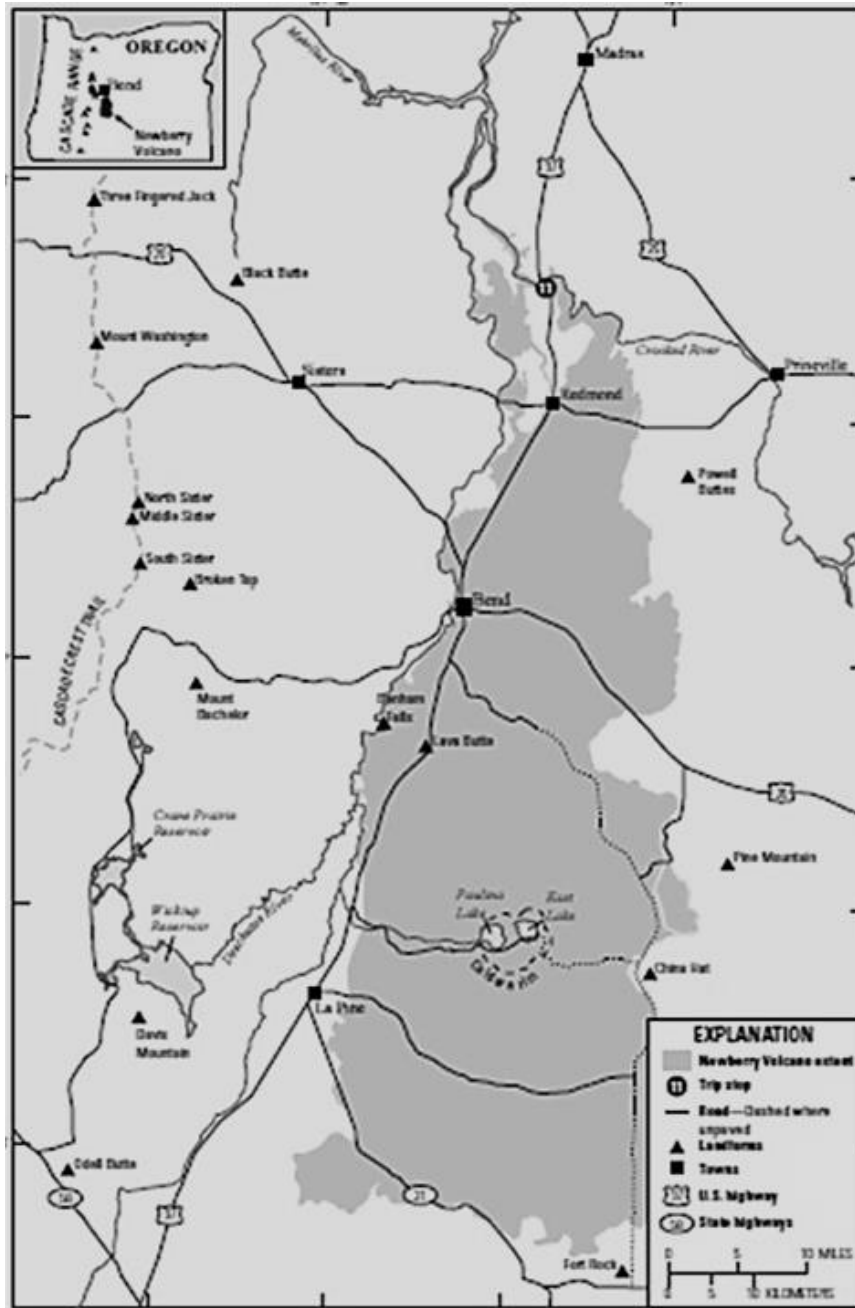 OREGON
CASCADE RANGE
Bend
Newberry
Volcano
Metolius River
Madras
97
26
Three Fingered Jack
20
Black Butte
11
Mount Washington
Crooked River
Sisters
Prineville
Redmond
North Sister
Middle Sister
Powell
Buttes
South Sister
Broken Top
Bend
CASCADE CREST TRAIL
Mount
Bachelor
Benham
Falls
Lava Butte
20
Crane Prairie
Reservoir
Pine Mountain
Wickiup
Reservoir
Paulina
Lake
East
Lake
Deschutes River
Caldera rim
China Hat
La Pine
Davis
Mountain
Odell Butte
58
97
31
Fort Rock
EXPLANATION
Newberry Volcano extent
11 Trip stop
Road—Dashed where
unpaved
Landforms
Towns
97 U.S. highway
58 State highways
0 5 10 MILES
0 5 10 KILOMETERS